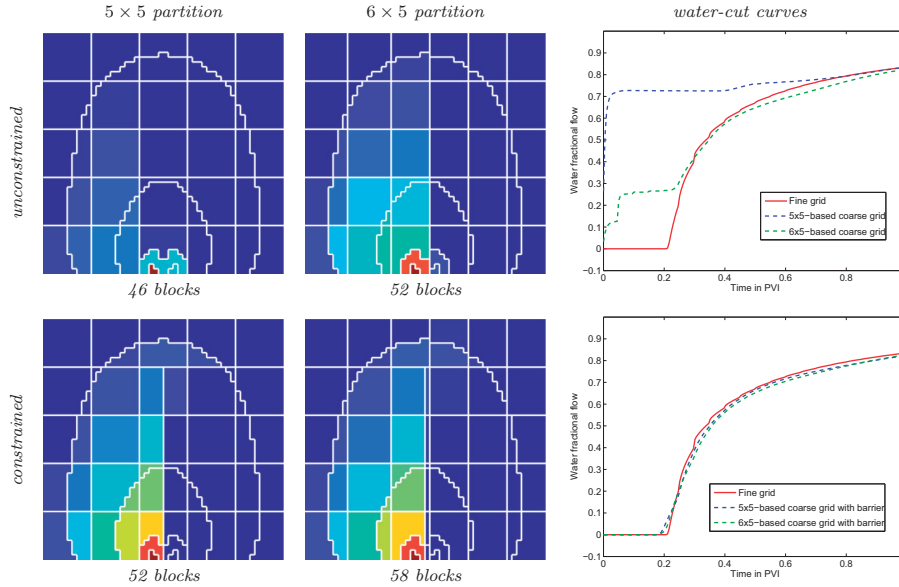 5 × 5 partition
6 × 5 partition
water-cut curves
unconstrained
46 blocks
52 blocks
0.9
0.8
0.7
0.6
0.5
0.4
0.3
0.2
0.1
0
−0.1
Water fractional flow
0 0.2 0.4 0.6 0.8
Time in PVI
Fine grid
5x5−based coarse grid
6x5−based coarse grid
constrained
52 blocks
58 blocks
0.9
0.8
0.7
0.6
0.5
0.4
0.3
0.2
0.1
0
−0.1
Water fractional flow
0 0.2 0.4 0.6 0.8
Time in PVI
Fine grid
5x5−based coarse grid with barrier
6x5−based coarse grid with barrier